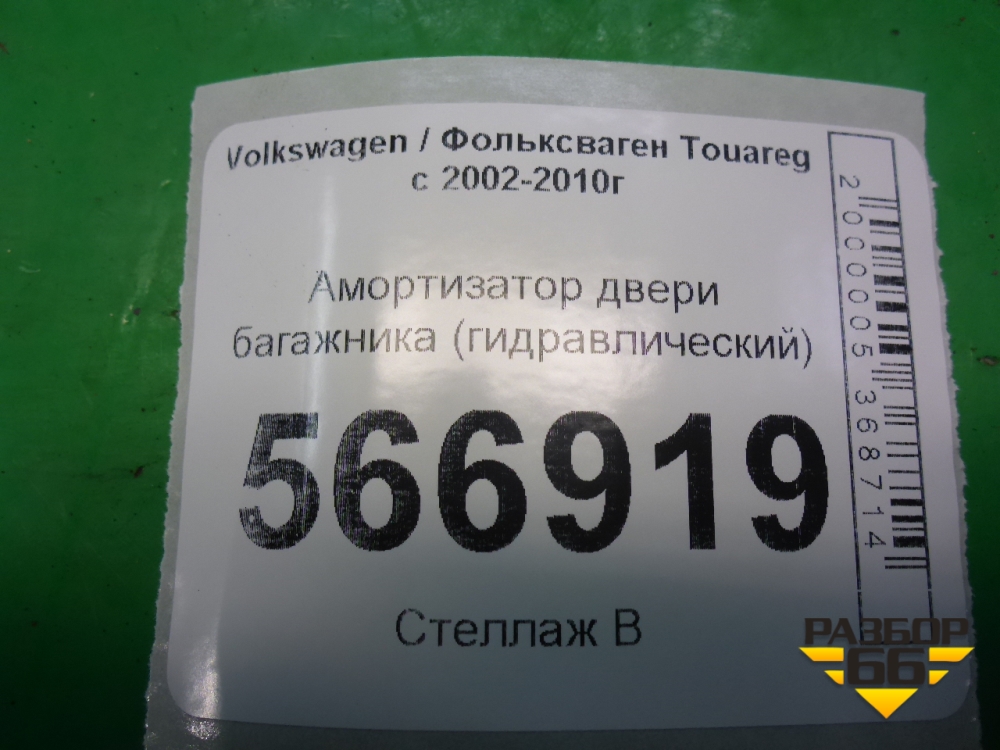 Volkswagen / Фольксваген Touareg
с 2002-2010г
Амортизатор двери
багажника (гидравлический)
566919
Стеллаж В
2000005368714
РАЗБОР
66